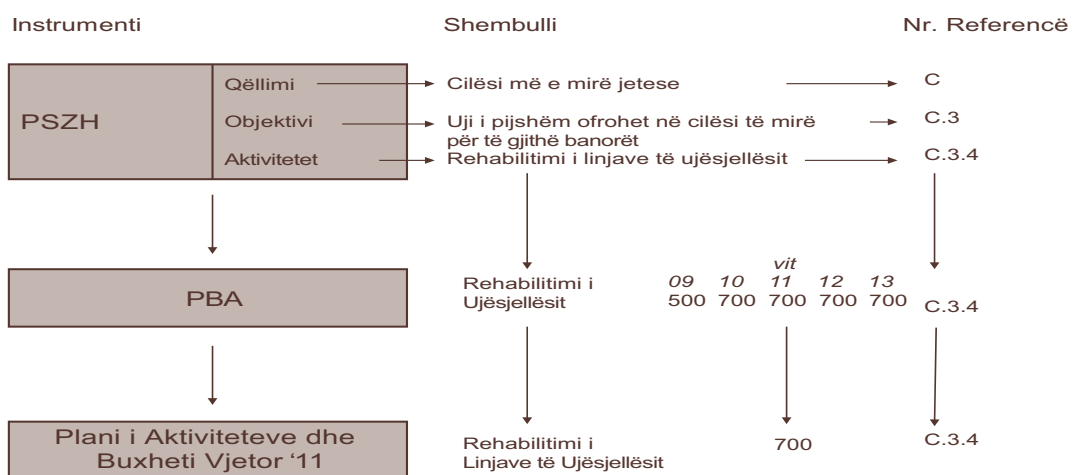 Instrumenti Shembulli Nr. Referencë
PSZH
Qëllimi Cilësi më e mirë jetese C
Objektivi Uji i pijshëm ofrohet në cilësi të mirë C.3
për të gjithë banorët
Aktivitetet Rehabilitimi i linjave të ujësjellësit C.3.4
vit
PBA
Rehabilitimi i 09 10 11 12 13
Ujësjellësit 500 700 700 700 700 C.3.4
Plani i Aktiviteteve dhe
Buxheti Vjetor ‘11
Rehabilitimi i 700 C.3.4
Linjave të Ujësjellësit